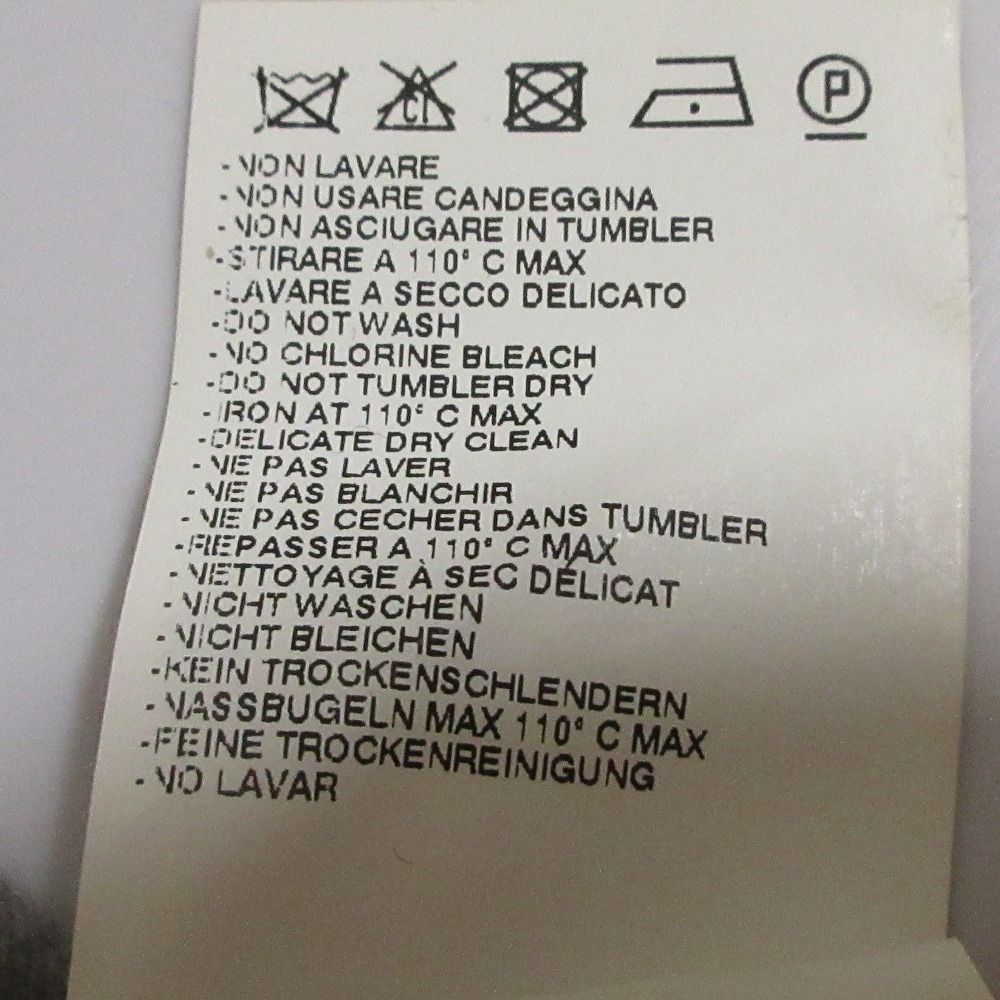 CL
P
-NON LAVARE
-NON USARE CANDEGGINA
-NON ASCIUGARE IN TUMBLER
-STIRARE A 110° C MAX
-LAVARE A SECCO DELICATO
-DO NOT WASH
-NO CHLORINE BLEACH
-DO NOT TUMBLER DRY
-IRON AT 110° C MAX
-DELICATE DRY CLEAN
-NE PAS LAVER
-NE PAS BLANCHIR
-NE PAS CECHER DANS TUMBLER
-REPASSER A 110° C MAX
-NETTOYAGE À SEC DÉLICAT
-NICHT WASCHEN
-NICHT BLEICHEN
-KEIN TROCKENSCHLENDERN
-NASSBUGELN MAX 110° C MAX
-FEINE TROCKENREINIGUNG
-NO LAVAR